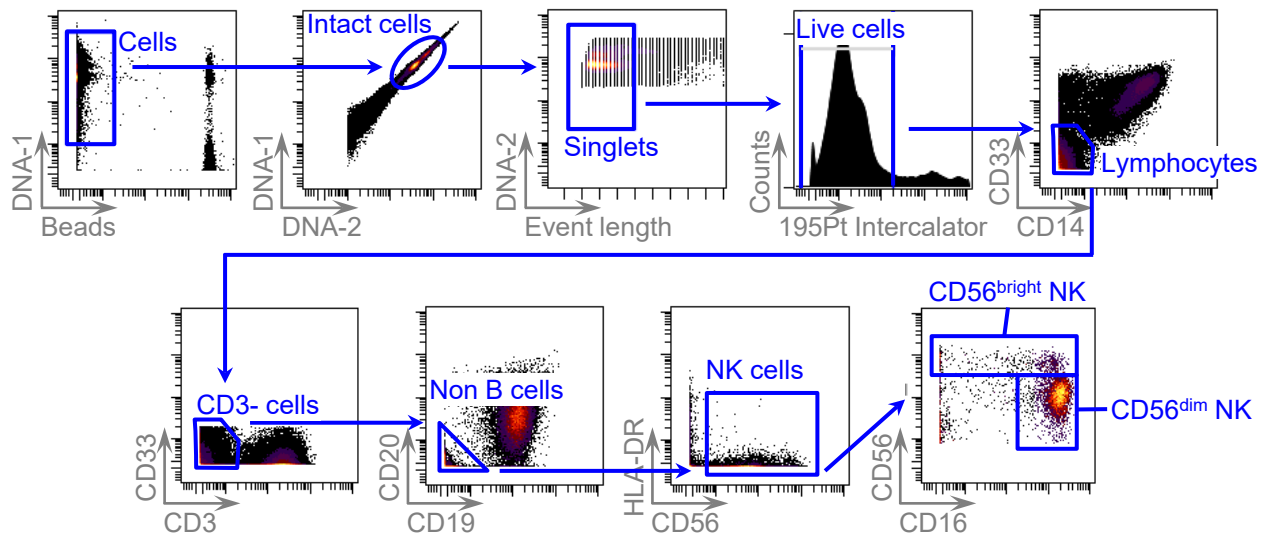 Cells
DNA-1
Beads
Intact cells
DNA-1
DNA-2
Singlets
DNA-2
Event length
Live cells
Counts
195Pt Intercalator
Lymphocytes
CD33
CD14
CD3- cells
CD33
CD3
Non B cells
CD20
CD19
NK cells
HLA-DR
CD56
CD56bright NK
CD56dim NK
CD56
CD16